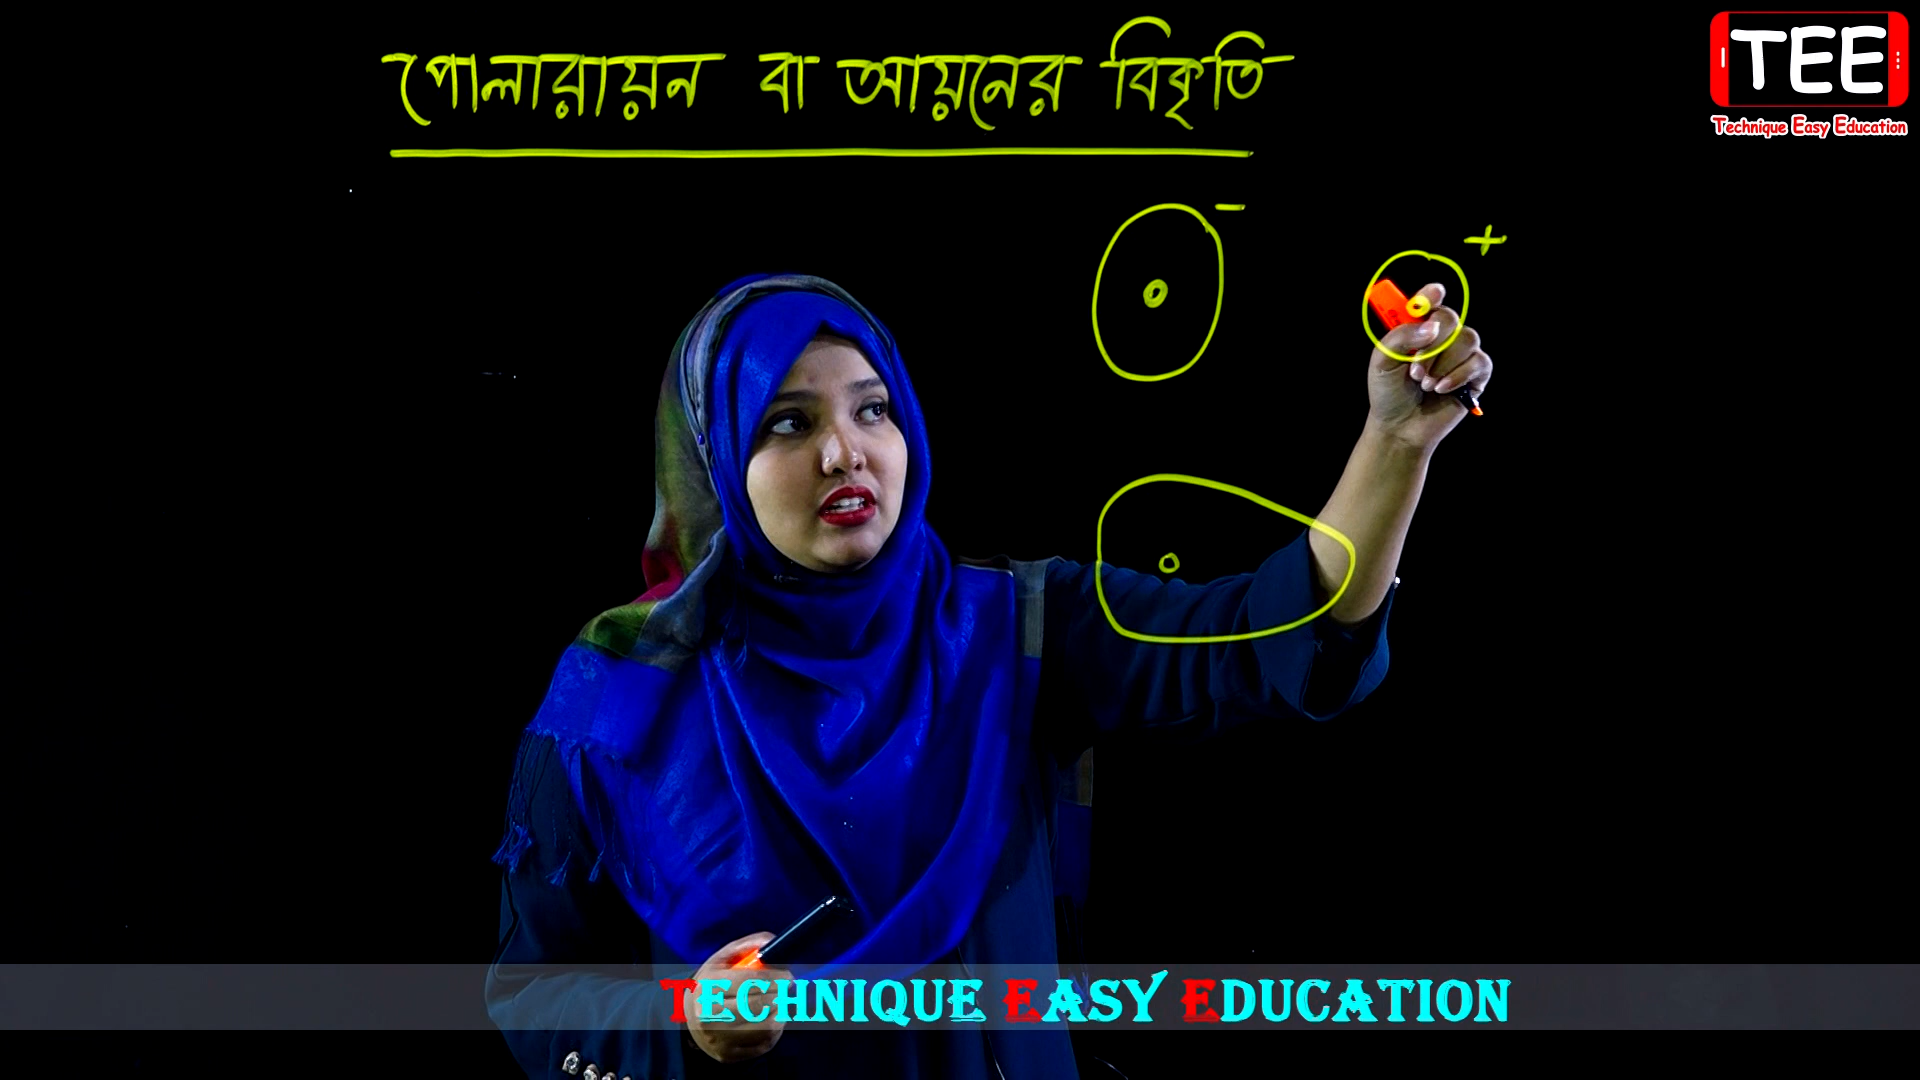 পোলারায়ন বা আয়নের বিকৃতি
TEE
Technique Easy Education
-
+
TECHNIQUE EASY EDUCATION